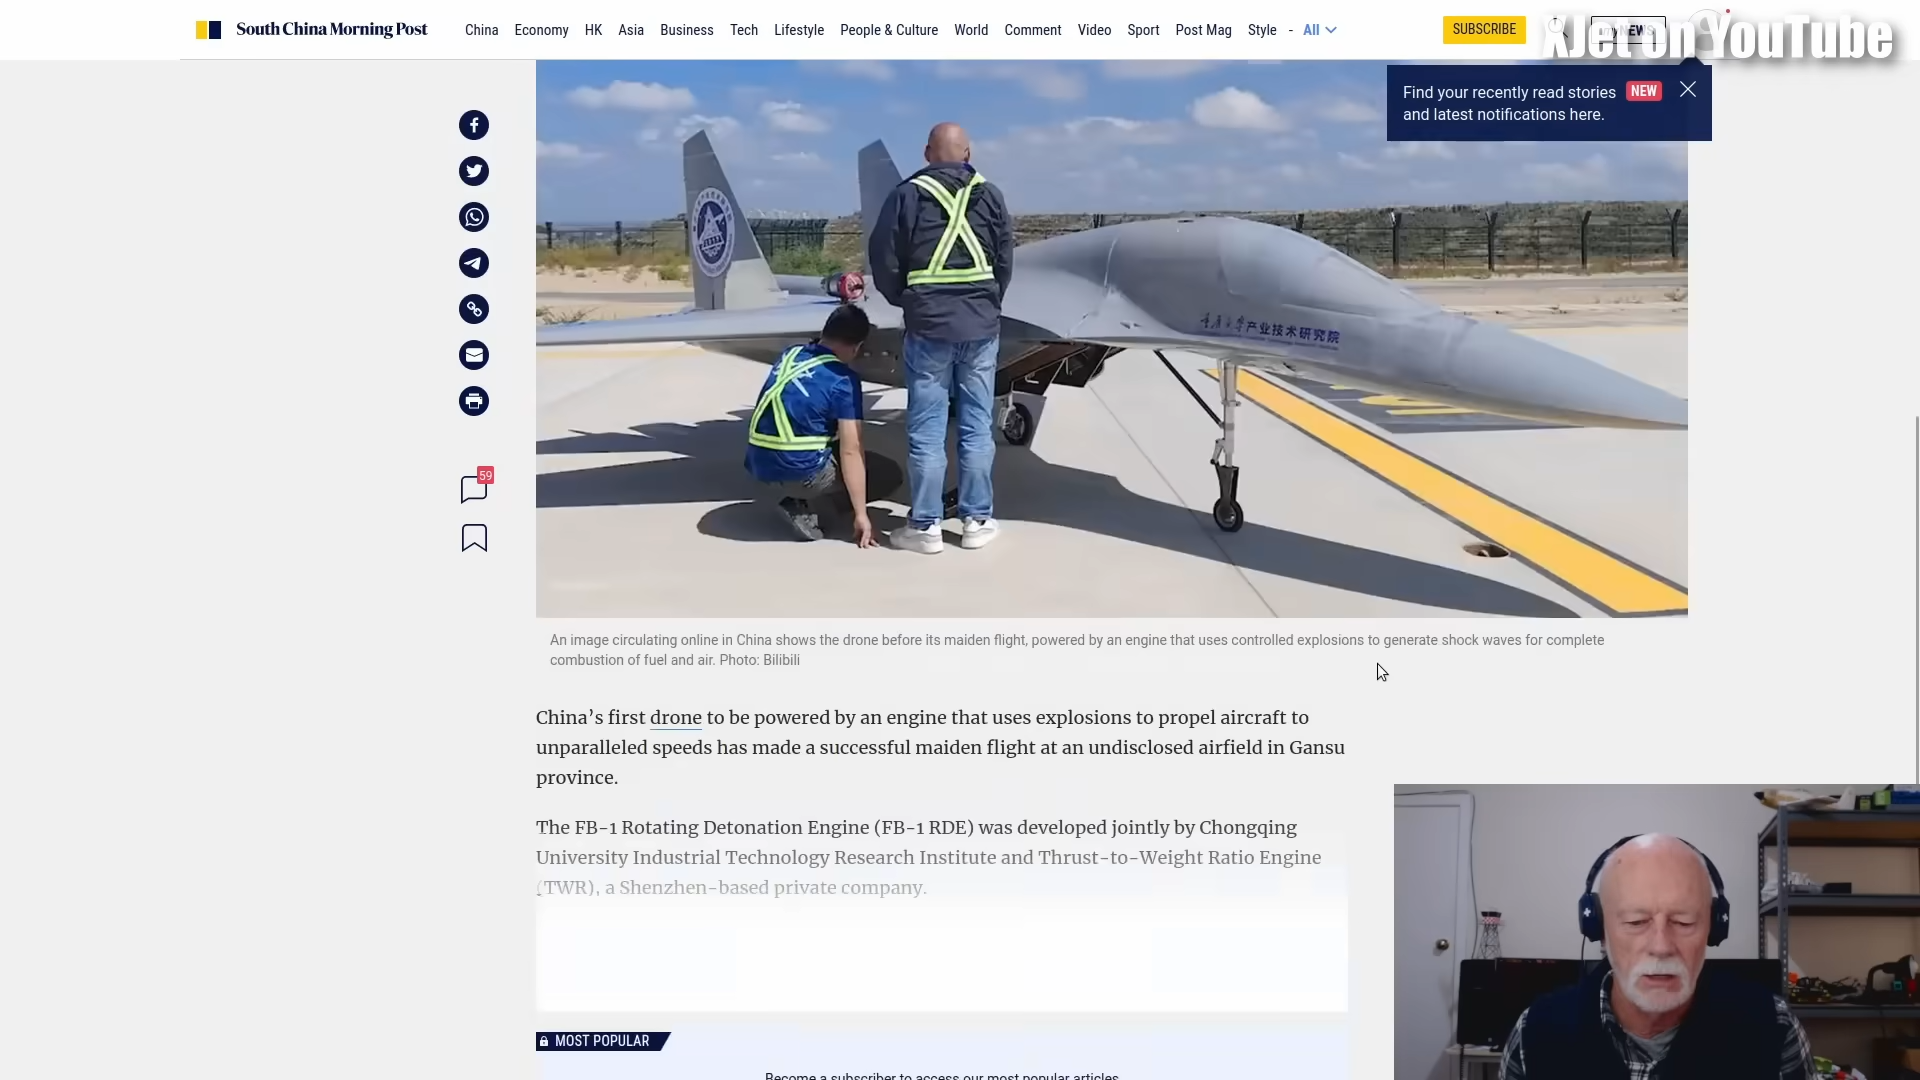 South China Morning Post
China Economy HK Asia Business Tech Lifestyle People & Culture World Comment Video Sport Post Mag Style - All
SUBSCRIBE
XJet on YouTube
Find your recently read stories NEW
and latest notifications here.
产业技术研究院
59
An image circulating online in China shows the drone before its maiden flight, powered by an engine that uses controlled explosions to generate shock waves for complete
combustion of fuel and air. Photo: Bilibili
China’s first drone to be powered by an engine that uses explosions to propel aircraft to
unparalleled speeds has made a successful maiden flight at an undisclosed airfield in Gansu
province.
The FB-1 Rotating Detonation Engine (FB-1 RDE) was developed jointly by Chongqing
University Industrial Technology Research Institute and Thrust-to-Weight Ratio Engine
(TWR), a Shenzhen-based private company.
MOST POPULAR
Become a subscriber to access our most popular articles